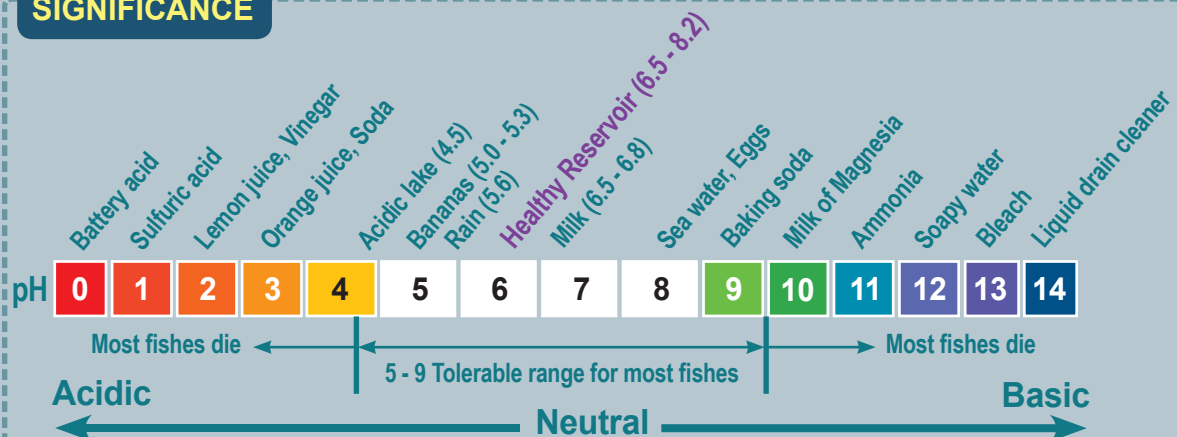 SIGNIFICANCE
Battery acid
Sulfuric acid
Lemon juice, Vinegar
Orange juice, Soda
Acidic lake (4.5)
Bananas (5.0 - 5.3)
Rain (5.6)
Healthy Reservoir (6.5 - 8.2)
Milk (6.5 - 6.8)
Sea water, Eggs
Baking soda
Milk of Magnesia
Ammonia
Soapy water
Bleach
Liquid drain cleaner
pH 0 1 2 3 4 5 6 7 8 9 10 11 12 13 14
Most fishes die
5 - 9 Tolerable range for most fishes
Most fishes die
Acidic
Neutral
Basic